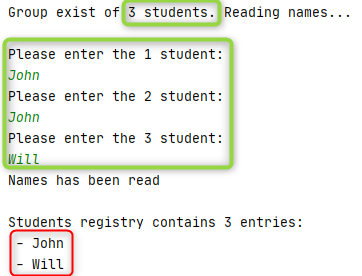 Group exist of 3 students. Reading names...
Please enter the 1 student:
John
Please enter the 2 student:
John
Please enter the 3 student:
Will
Names has been read
Students registry contains 3 entries:
- John
- Will